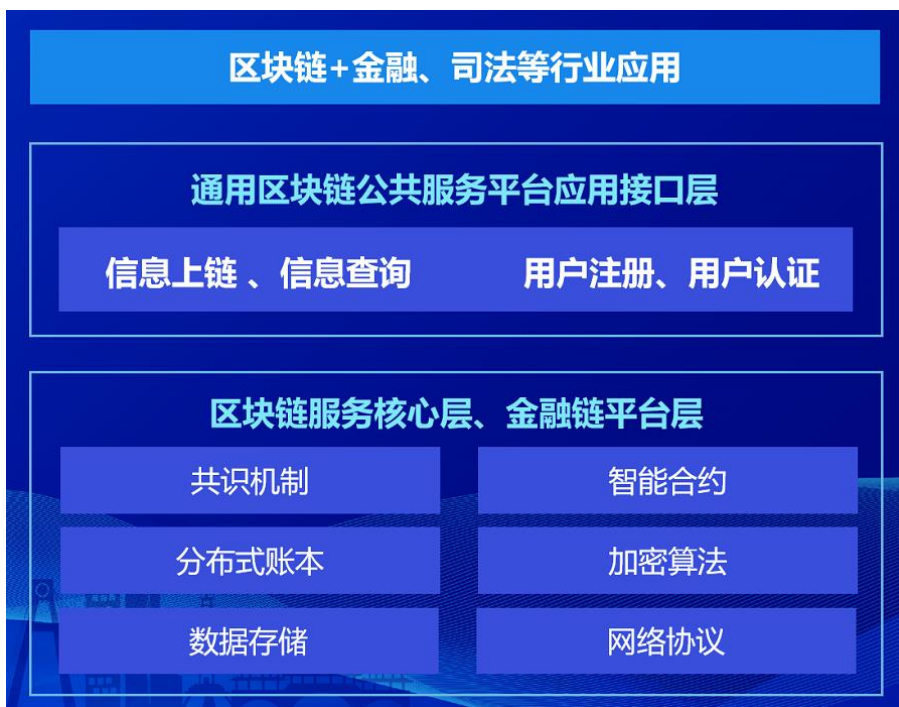 区块链+金融、司法等行业应用
通用区块链公共服务平台应用接口层
信息上链 、信息查询
用户注册、用户认证
区块链服务核心层、金融链平台层
共识机制
智能合约
分布式账本
加密算法
数据存储
网络协议